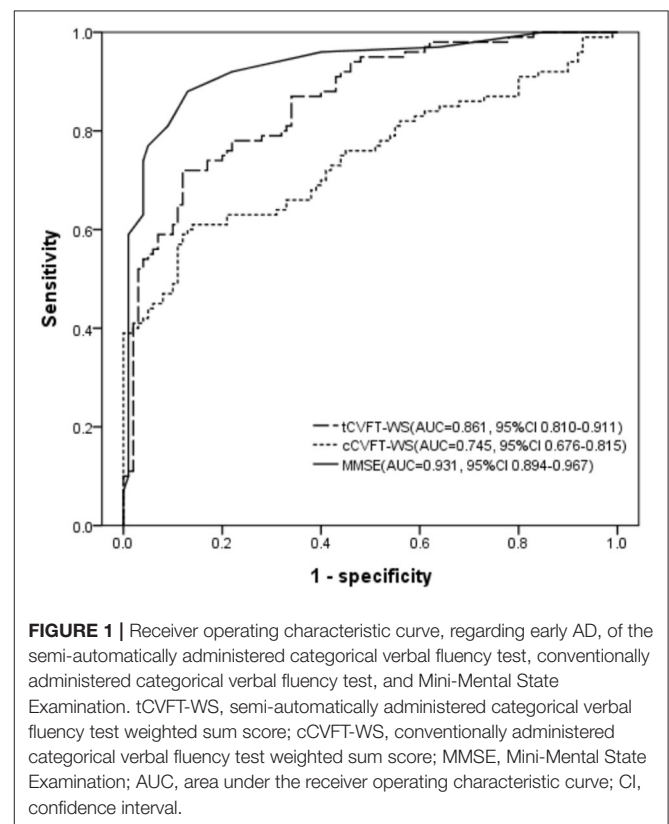 1.0
0.8
0.6
0.4
0.2
0.0
Sensitivity
tCVFT-WS(AUC=0.861, 95%CI 0.810-0.911)
cCVFT-WS(AUC=0.745, 95%CI 0.676-0.815)
MMSE(AUC=0.931, 95%CI 0.894-0.967)
0.0 0.2 0.4 0.6 0.8 1.0
1 - specificity
FIGURE 1 | Receiver operating characteristic curve, regarding early AD, of the
semi-automatically administered categorical verbal fluency test, conventionally
administered categorical verbal fluency test, and Mini-Mental State
Examination. tCVFT-WS, semi-automatically administered categorical verbal
fluency test weighted sum score; cCVFT-WS, conventionally administered
categorical verbal fluency test weighted sum score; MMSE, Mini-Mental State
Examination; AUC, area under the receiver operating characteristic curve; CI,
confidence interval.